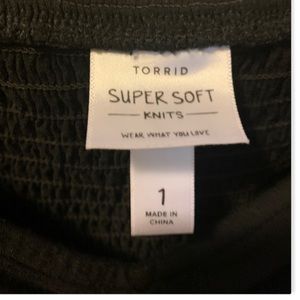 TORRID
SUPER SOFT
KNITS
WEAR WHAT YOU LOVE
1
MADE IN
CHINA